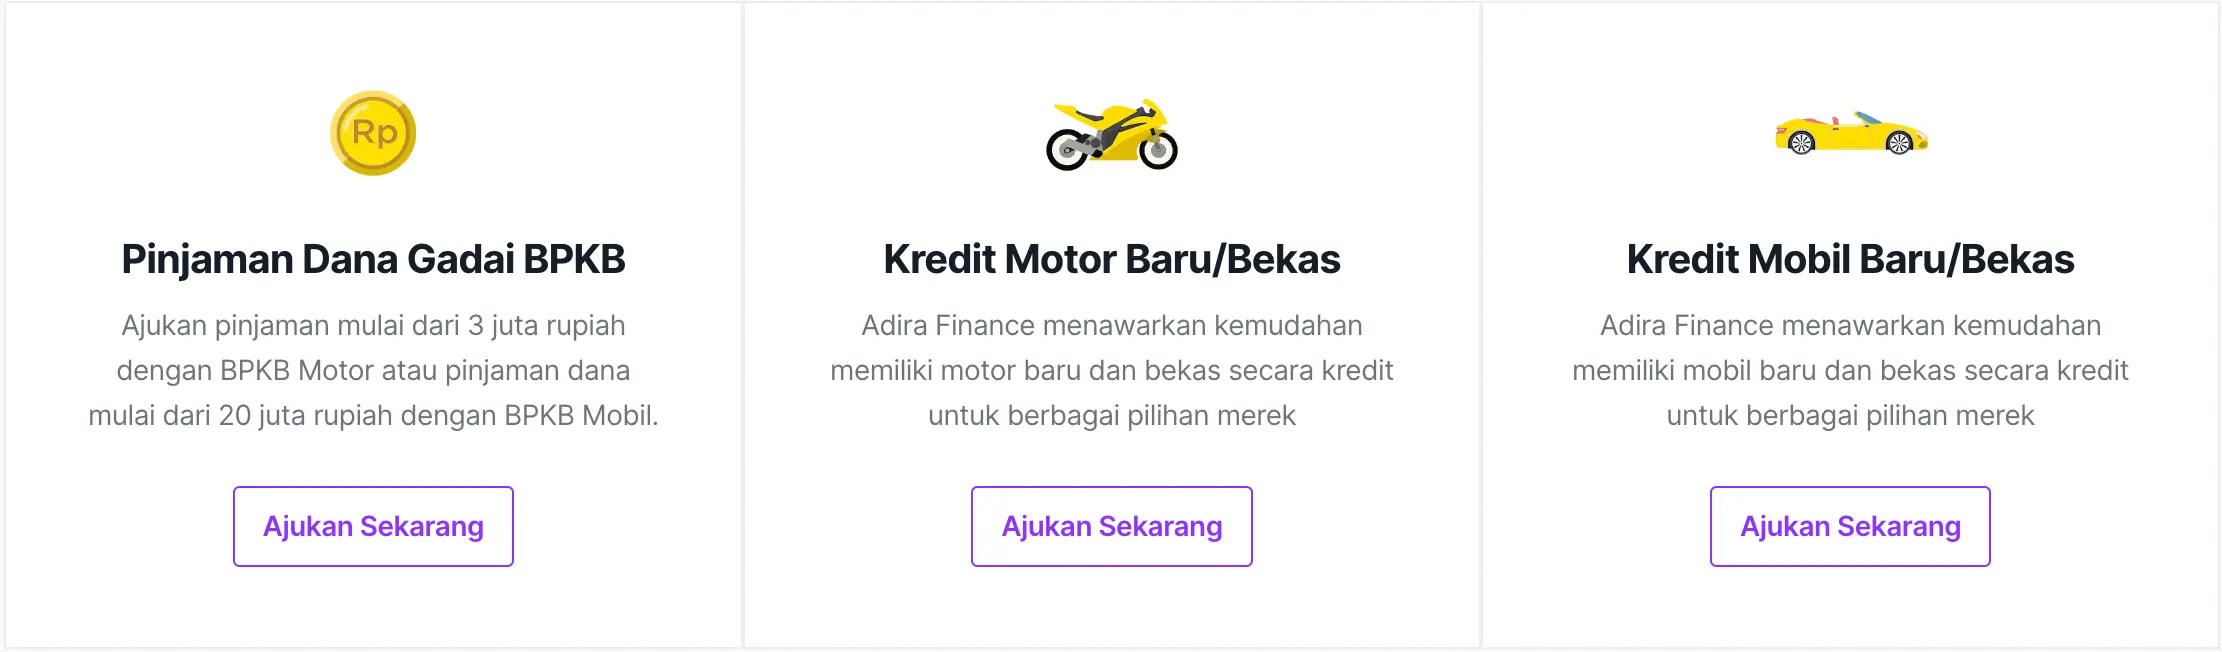 Rp
Pinjaman Dana Gadai BPKB
Ajukan pinjaman mulai dari 3 juta rupiah
dengan BPKB Motor atau pinjaman dana
mulai dari 20 juta rupiah dengan BPKB Mobil.
Ajukan Sekarang
Kredit Motor Baru/Bekas
Adira Finance menawarkan kemudahan
memiliki motor baru dan bekas secara kredit
untuk berbagai pilihan merek
Ajukan Sekarang
Kredit Mobil Baru/Bekas
Adira Finance menawarkan kemudahan
memiliki mobil baru dan bekas secara kredit
untuk berbagai pilihan merek
Ajukan Sekarang